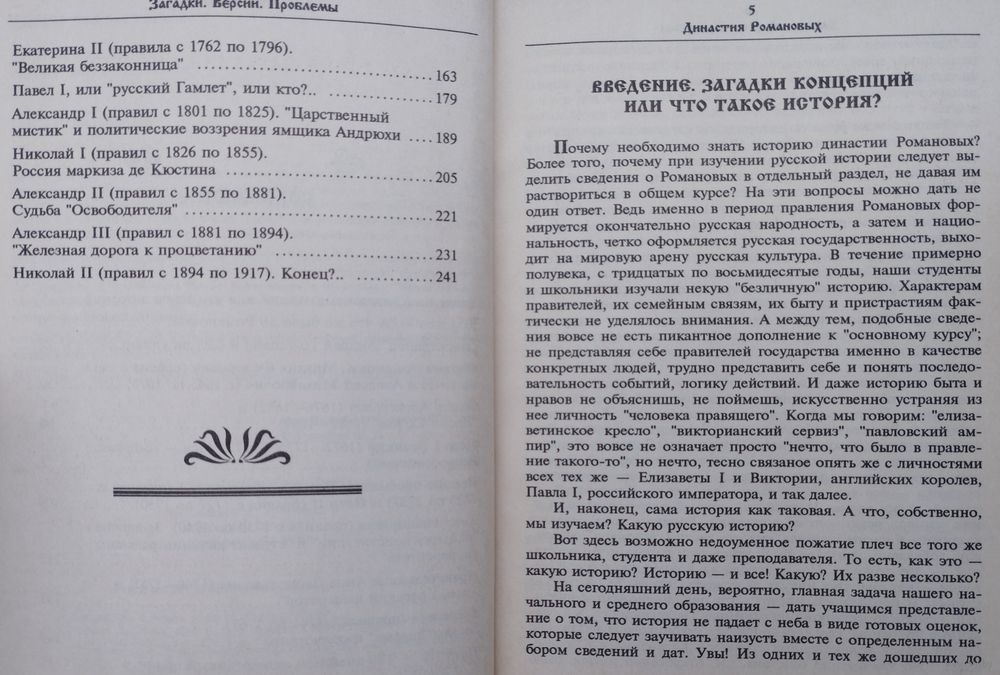 Загадки. Версии. Проблемы
Екатерина II (правила с 1762 по 1796).
"Великая беззаконница" ..............................163
Павел I, или "русский Гамлет", или кто?.. ..............179
Александр I (правил с 1801 по 1825). "Царственный
мистик" и политические воззрения ямщика Андрюхи ....189
Николай I (правил с 1826 по 1855).
Россия маркиза де Кюстина ..............................205
Александр II (правил с 1855 по 1881).
Судьба "Освободителя" ..............................221
Александр III (правил с 1881 по 1894).
"Железная дорога к процветанию" ......................231
Николай II (правил с 1894 по 1917). Конец?.. ............241
5
Династия Романовых
ВВЕДЕНИЕ. ЗАГАДКИ КОНЦЕПЦИЙ
ИЛИ ЧТО ТАКОЕ ИСТОРИЯ?
Почему необходимо знать историю династии Романовых?
Более того, почему при изучении русской истории следует вы-
делить сведения о Романовых в отдельный раздел, не давая им
раствориться в общем курсе? На эти вопросы можно дать не
один ответ. Ведь именно в период правления Романовых фор-
мируется окончательно русская народность, а затем и нацио-
нальность, четко оформляется русская государственность, выхо-
дит на мировую арену русская культура. В течение примерно
полувека, с тридцатых по восьмидесятые годы, наши студенты
и школьники изучали некую "безличную" историю. Характерам
правителей, их семейным связям, их быту и пристрастиям фак-
тически не уделялось внимания. А между тем, подобные сведе-
ния вовсе не есть пикантное дополнение к "основному курсу";
не представляя себе правителей государства именно в качестве
конкретных людей, трудно представить себе и понять последо-
вательность событий, логику действий. И даже историю быта и
нравов не объяснишь, не поймешь, искусственно устраняя из
нее личность "человека правящего". Когда мы говорим: "елиза-
ветинское кресло", "викторианский сервиз", "павловский ам-
пир", это вовсе не означает просто "нечто, что было в правле-
ние такого-то", но нечто, тесно связаное опять же с личностями
всех тех же — Елизаветы I и Виктории, английских королев,
Павла I, российского императора, и так далее.
И, наконец, сама история как таковая. А что, собственно,
мы изучаем? Какую русскую историю?
Вот здесь возможно недоуменное пожатие плеч все того же
школьника, студента и даже преподавателя. То есть, как это —
какую историю? Историю — и все! Какую? Их разве несколько?
На сегодняшний день, вероятно, главная задача нашего на-
чального и среднего образования — дать учащимся представле-
ние о том, что история не падает с неба в виде готовых оценок,
которые следует заучивать наизусть вместе с определенным на-
бором сведений и дат. Увы! Из одних и тех же дошедших до